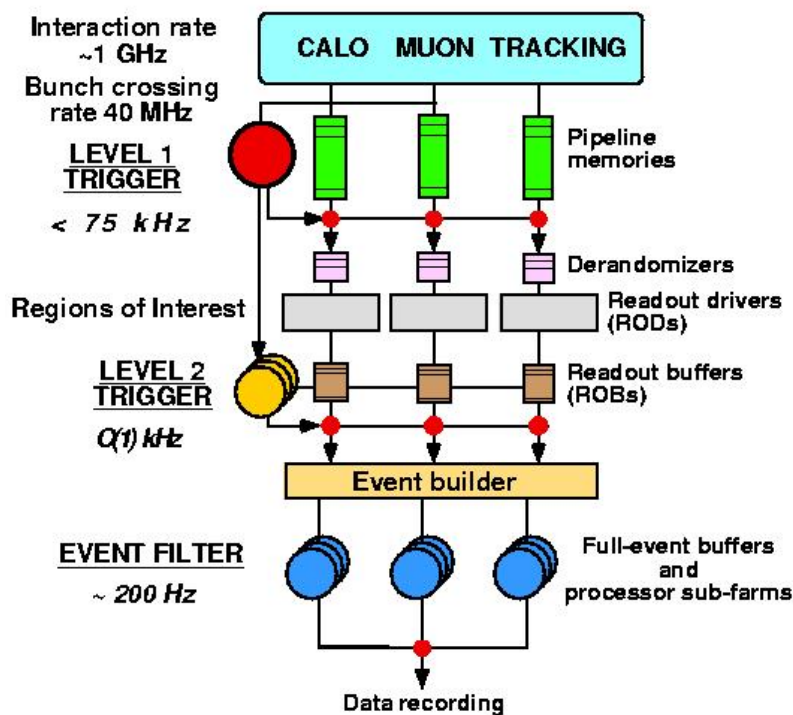 Interaction rate
~1 GHz
CALO MUON TRACKING
Bunch crossing
rate 40 MHz
Pipeline
memories
LEVEL 1
TRIGGER
< 75 kHz
Derandomizers
Regions of Interest
Readout drivers
(RODs)
LEVEL 2
TRIGGER
Readout buffers
(ROBs)
O(1) kHz
Event builder
EVENT FILTER
~ 200 Hz
Full-event buffers
and
processor sub-farms
Data recording